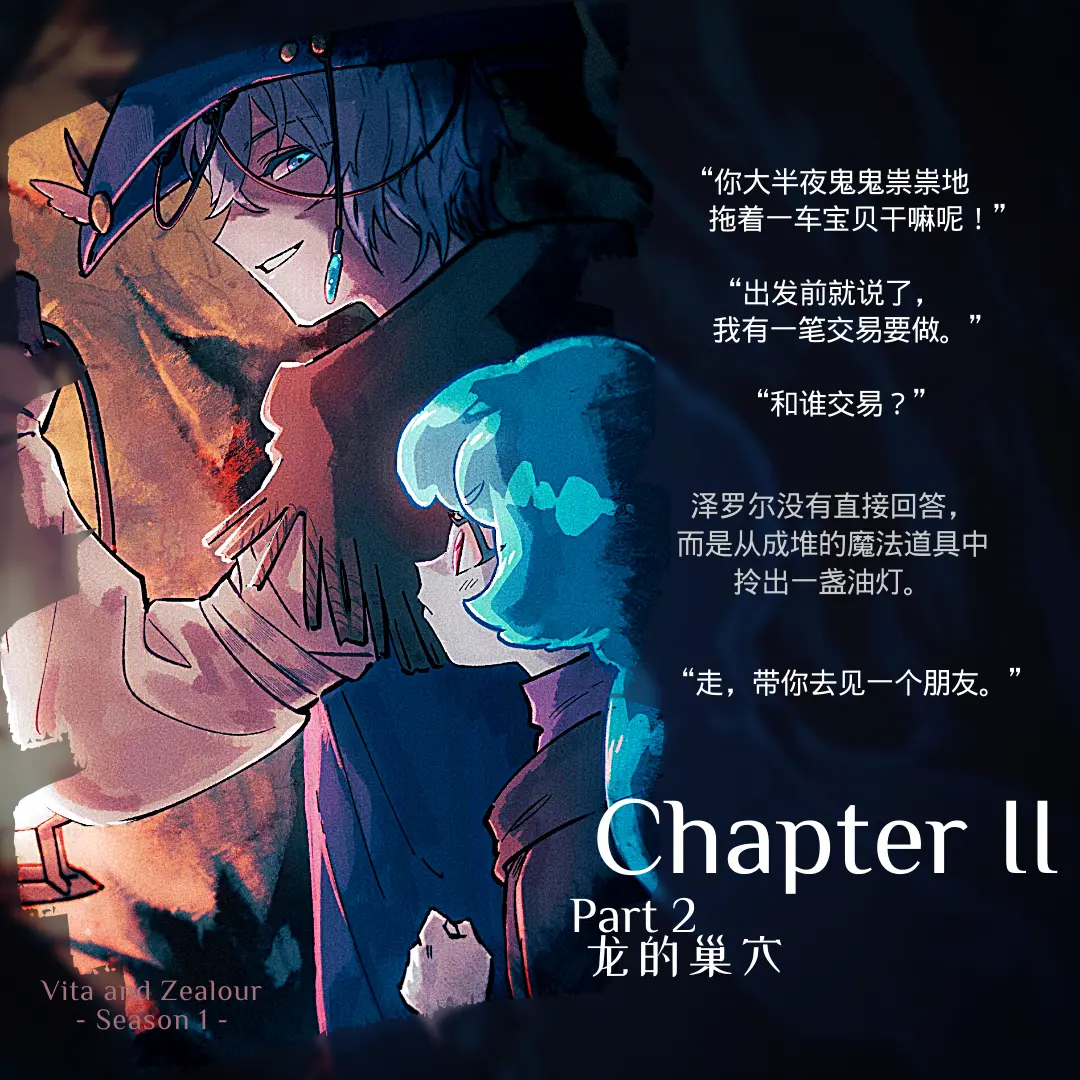 “你大半夜鬼鬼祟祟地
拖着一车宝贝干嘛呢！”
“出发前就说了，
我有一笔交易要做。”
“和谁交易？”
泽罗尔没有直接回答，
而是从成堆的魔法道具中
拎出一盏油灯。
“走，带你去见一个朋友。”
Chapter II
Part 2
龙的巢穴
Vita and Zealour
- Season 1 -